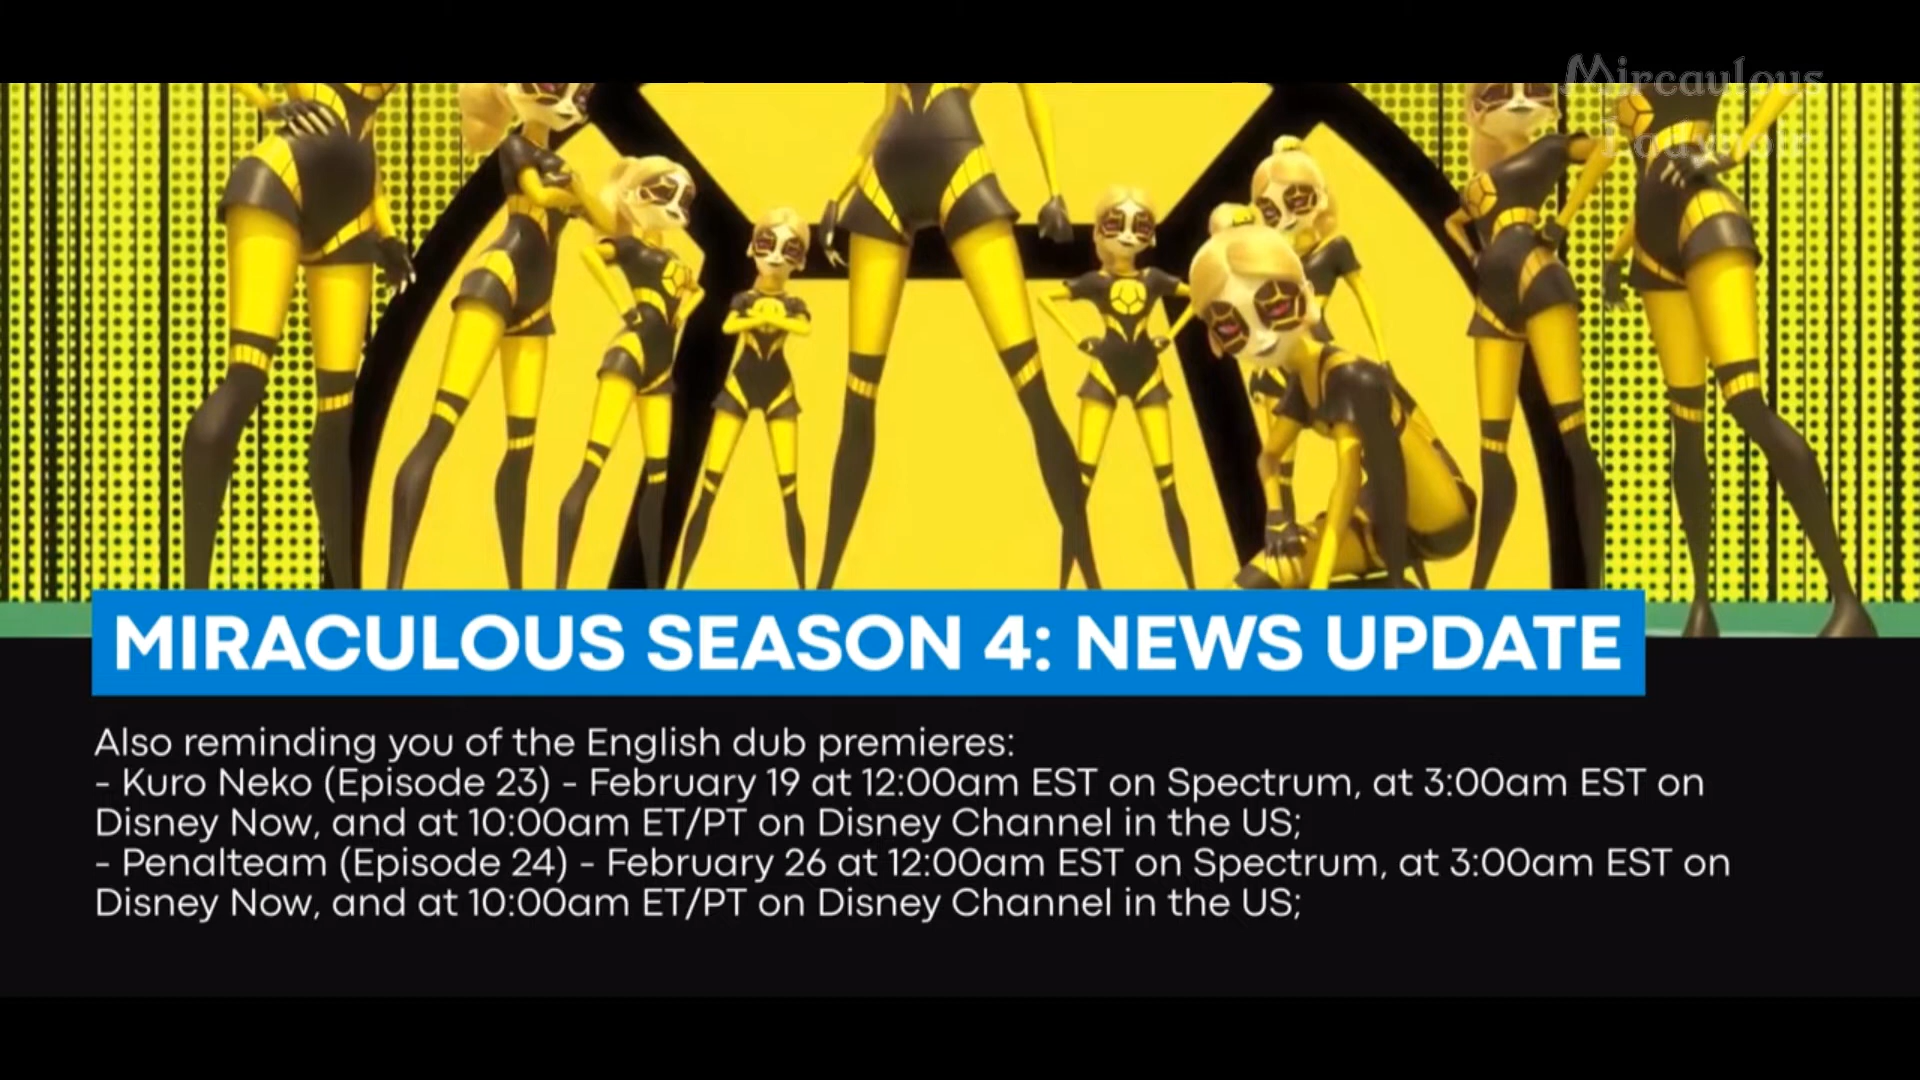 Mircaulous
Ladynoir
MIRACULOUS SEASON 4: NEWS UPDATE
Also reminding you of the English dub premieres:
- Kuro Neko (Episode 23) - February 19 at 12:00am EST on Spectrum, at 3:00am EST on
Disney Now, and at 10:00am ET/PT on Disney Channel in the US;
- Penalteam (Episode 24) - February 26 at 12:00am EST on Spectrum, at 3:00am EST on
Disney Now, and at 10:00am ET/PT on Disney Channel in the US;